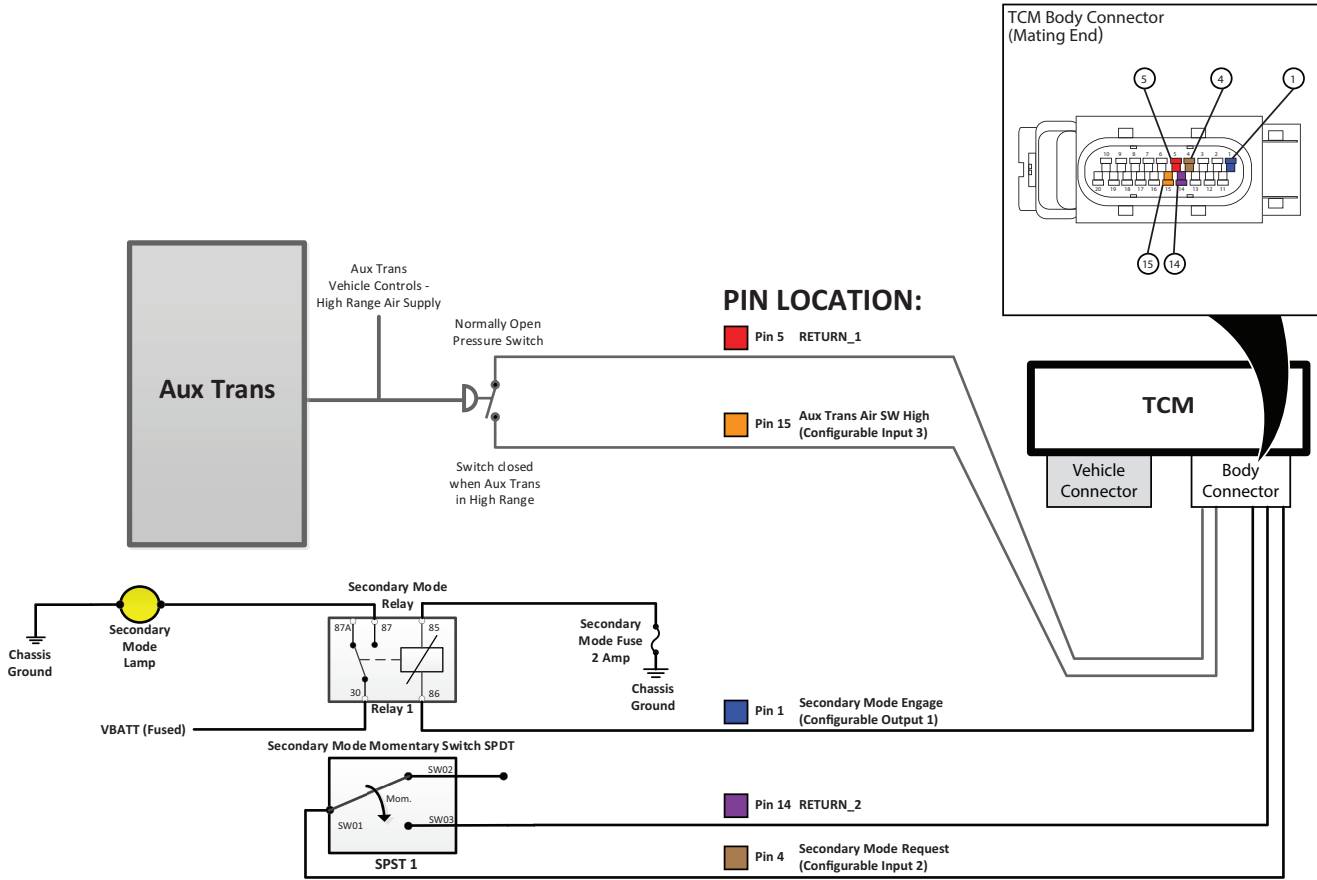 TCM Body Connector
(Mating End)
5
4
1
10 9 8 7 6 5 4 3 2 1
20 19 18 17 16 15 14 13 12 11
15
14
Aux Trans
Vehicle Controls -
High Range Air Supply
Normally Open
Pressure Switch
PIN LOCATION:
Pin 5 RETURN_1
Aux Trans
TCM
Pin 15 Aux Trans Air SW High
(Configurable Input 3)
Switch closed
when Aux Trans
in High Range
Vehicle
Connector
Body
Connector
Secondary Mode
Relay
87A 87 85
30 86
Relay 1
Secondary
Mode
Lamp
Chassis
Ground
Secondary
Mode Fuse
2 Amp
Chassis
Ground
VBATT (Fused)
Pin 1 Secondary Mode Engage
(Configurable Output 1)
Secondary Mode Momentary Switch SPDT
SW02
Mom.
SW01
SW03
SPST 1
Pin 14 RETURN_2
Pin 4 Secondary Mode Request
(Configurable Input 2)